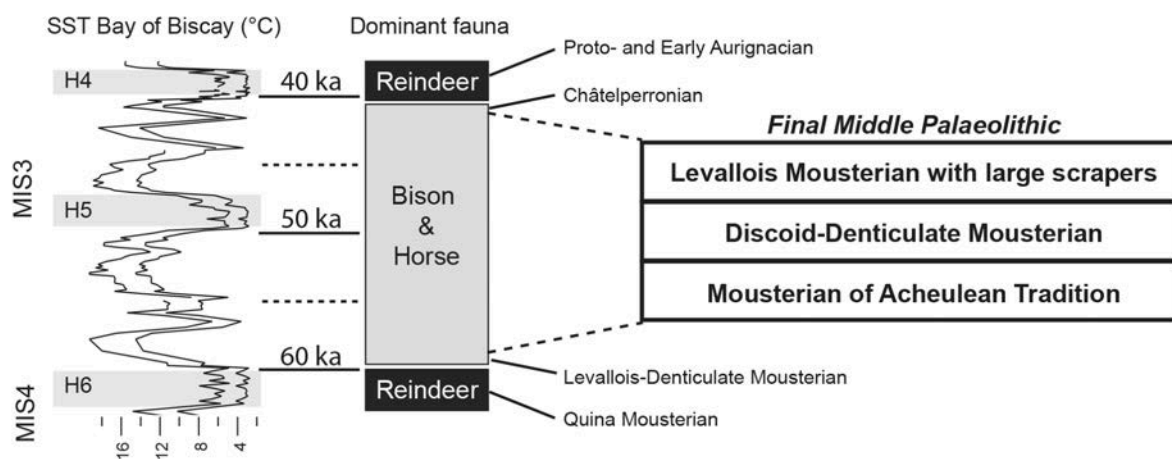 SST Bay of Biscay (°C)
Dominant fauna
H4
40 ka
Reindeer
Proto- and Early Aurignacian
Châtelperronian
Final Middle Palaeolithic
Levallois Mousterian with large scrapers
MIS3
H5
50 ka
Bison
&
Horse
Discoid-Denticulate Mousterian
Mousterian of Acheulean Tradition
60 ka
Levallois-Denticulate Mousterian
MIS4
H6
Reindeer
Quina Mousterian
16
12
8
4